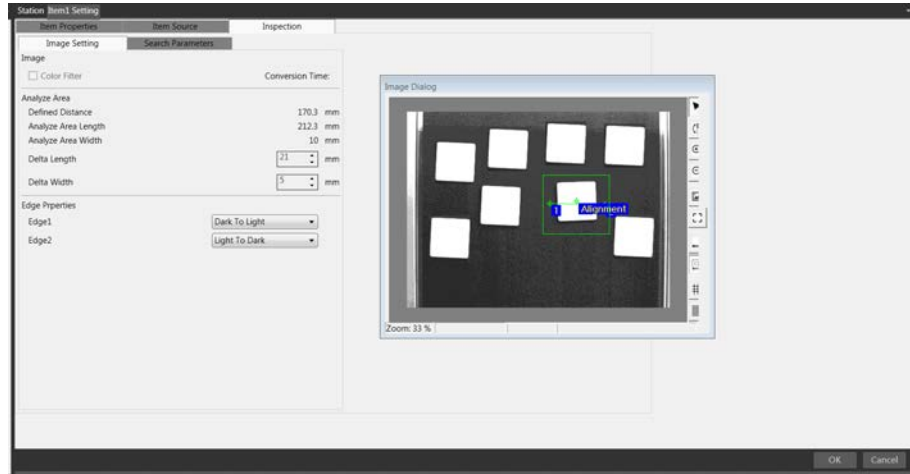 Station Item1 Setting
Item Properties Item Source Inspection
Image Setting Search Parameters
Image
Color Filter Conversion Time:
Analyze Area
Defined Distance 170.3 mm
Analyze Area Length 212.3 mm
Analyze Area Width 10 mm
Delta Length 21 mm
Delta Width 5 mm
Edge Prperties
Edge1 Dark To Light
Edge2 Light To Dark
Image Dialog
1 Alignment
Zoom: 33 %
OK Cancel